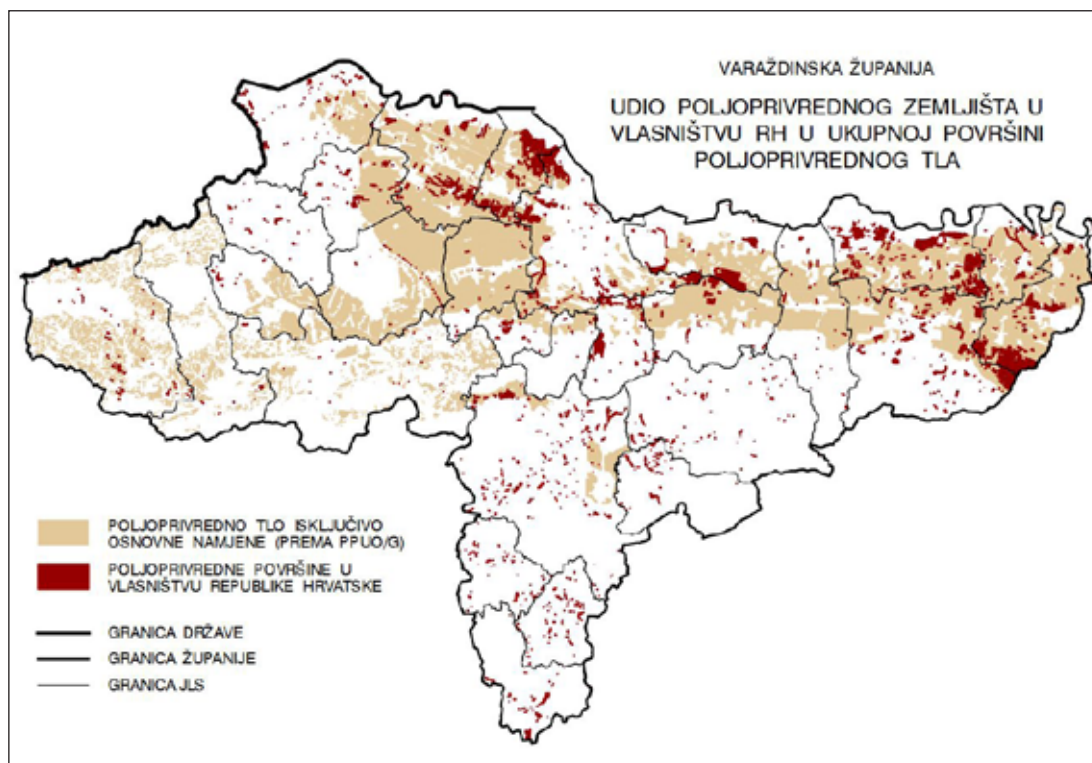 VARAŽDINSKA ŽUPANIJA
UDIO POLJOPRIVREDNOG ZEMLJIŠTA U
VLASNIŠTVU RH U UKUPNOJ POVRŠINI
POLJOPRIVREDNOG TLA
POLJOPRIVREDNO TLO ISKLJUČIVO
OSNOVNE NAMJENE (PREMA PPUO/G)
POLJOPRIVREDNE POVRŠINE U
VLASNIŠTVU REPUBLIKE HRVATSKE
GRANICA DRŽAVE
GRANICA ŽUPANIJE
GRANICA JLS